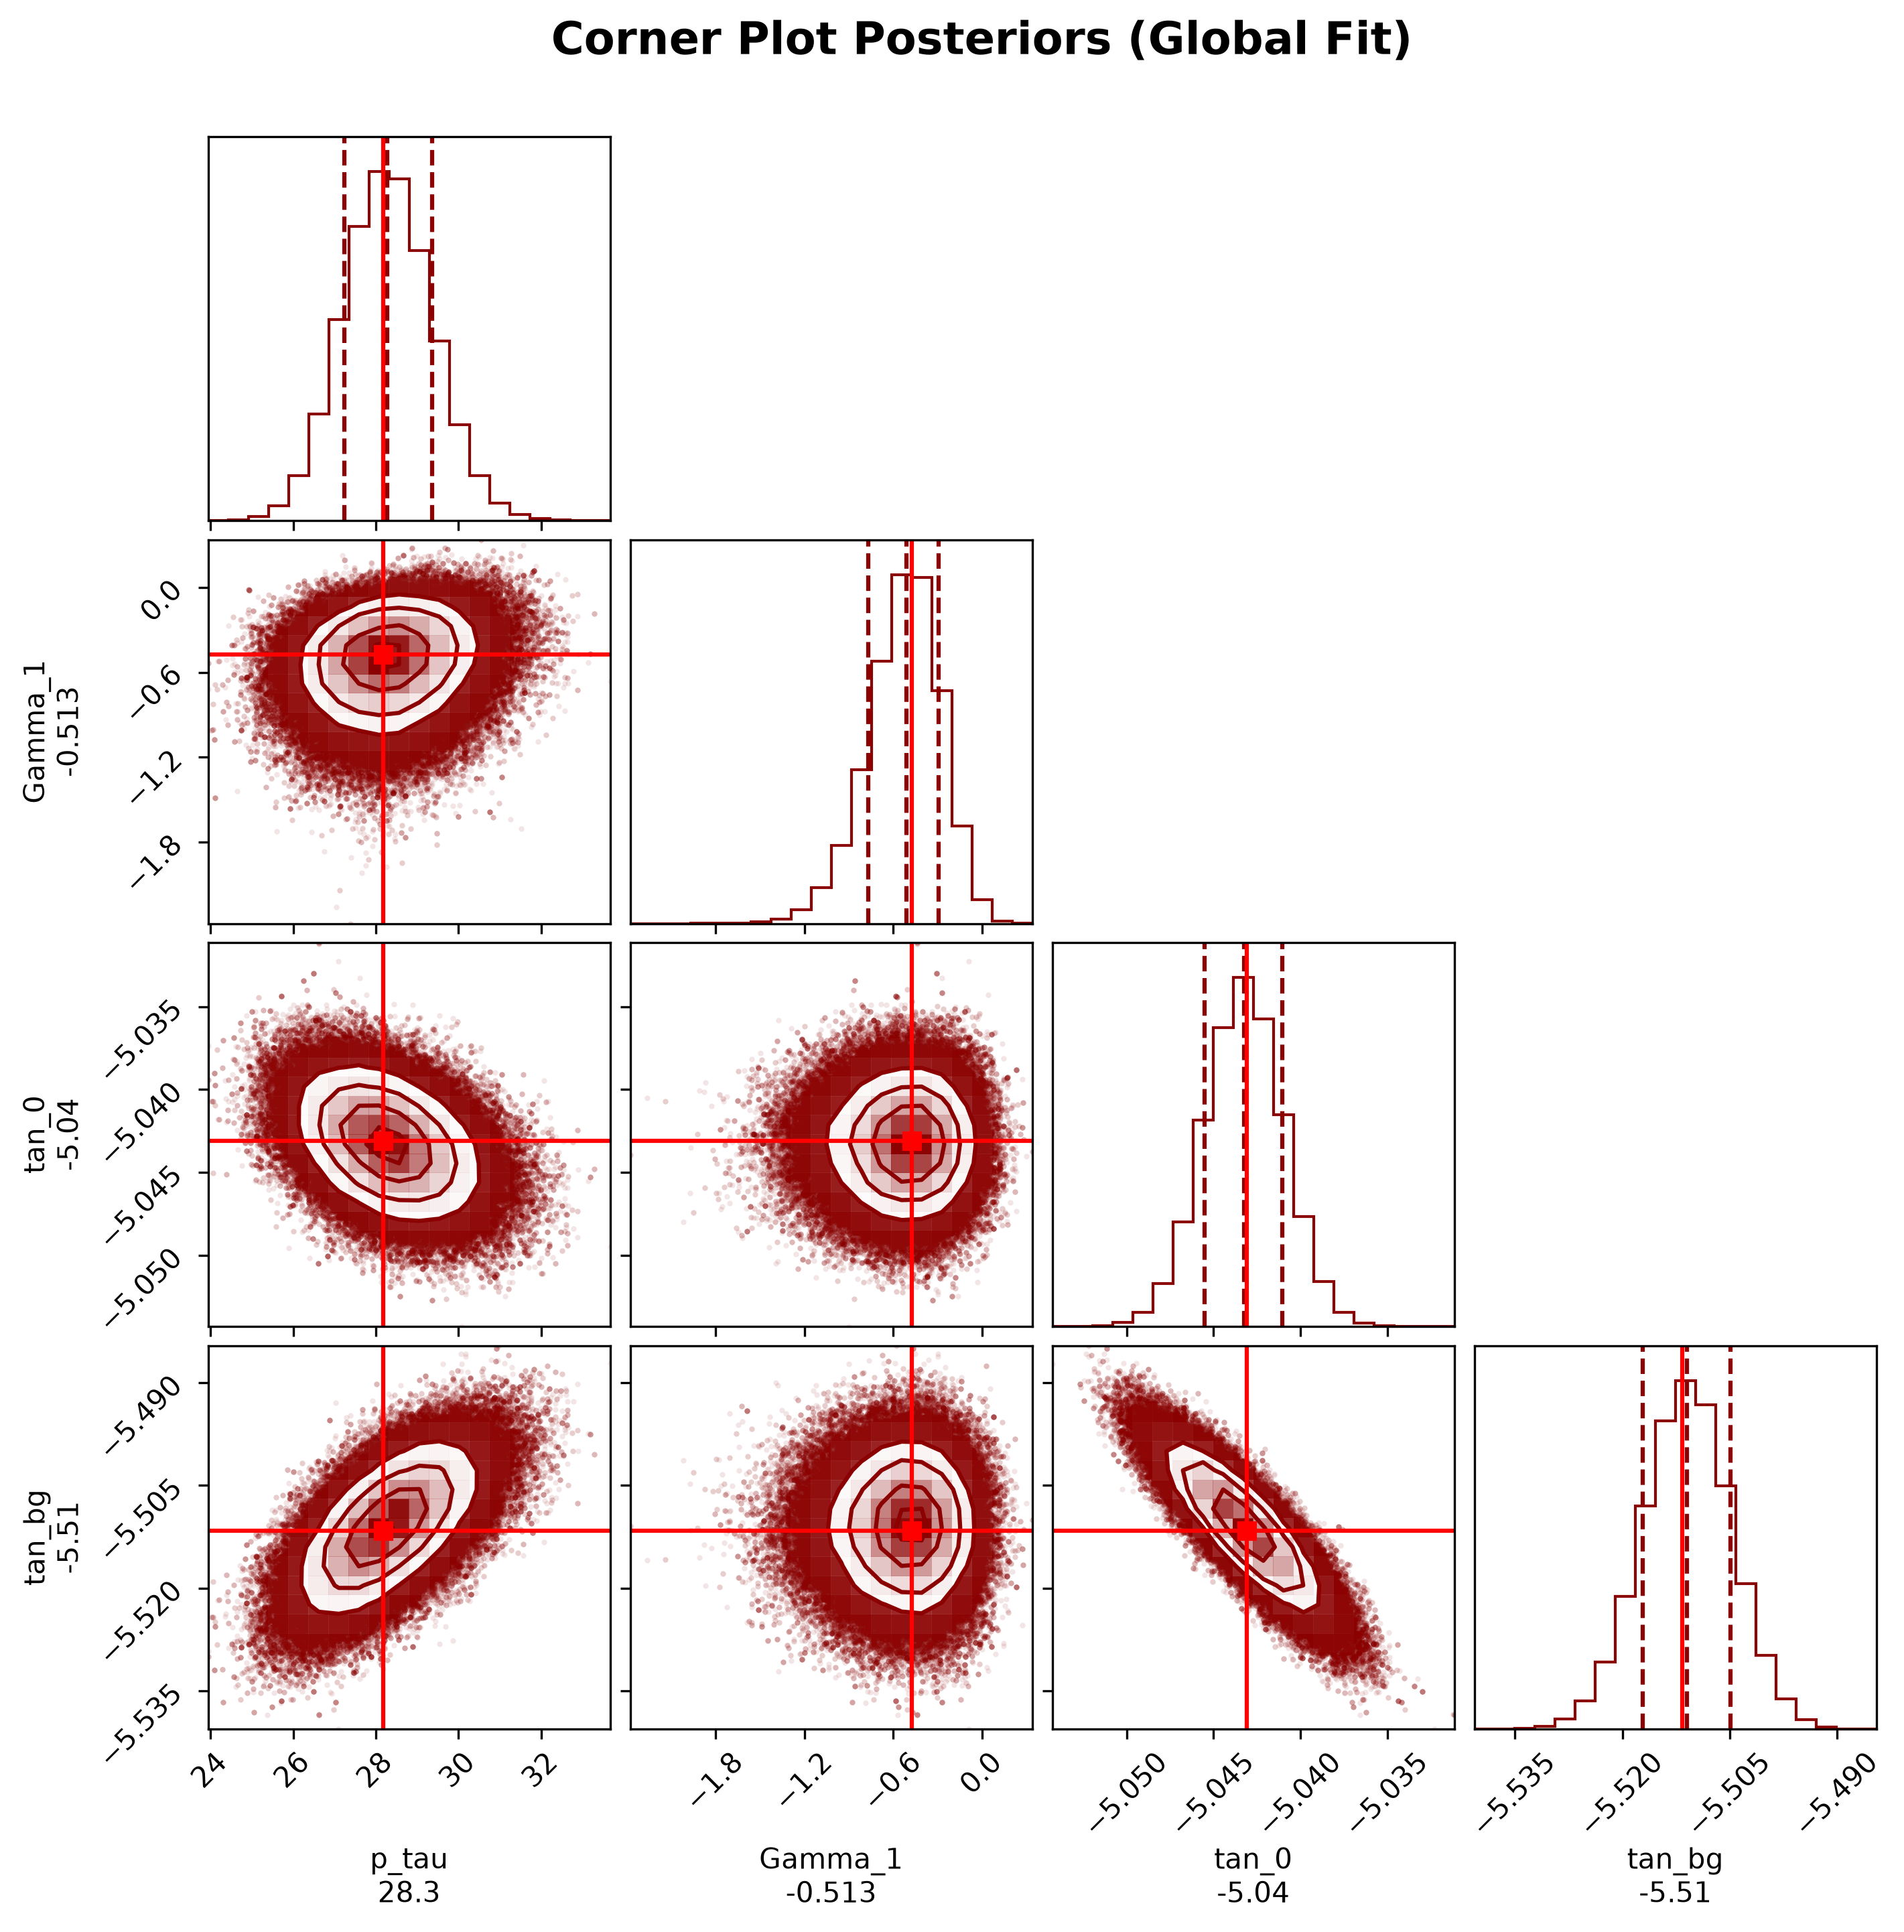 Corner Plot Posteriors (Global Fit)
0.0
−0.6
−1.2
−1.8
Gamma_1
-0.513
−5.035
−5.040
−5.045
−5.050
tan_0
-5.04
−5.490
−5.505
−5.520
−5.535
tan_bg
-5.51
24 26 28 30 32
−1.8 −1.2 −0.6 0.0
−5.050 −5.045 −5.040 −5.035
−5.535 −5.520 −5.505 −5.490
p_tau
28.3
Gamma_1
-0.513
tan_0
-5.04
tan_bg
-5.51